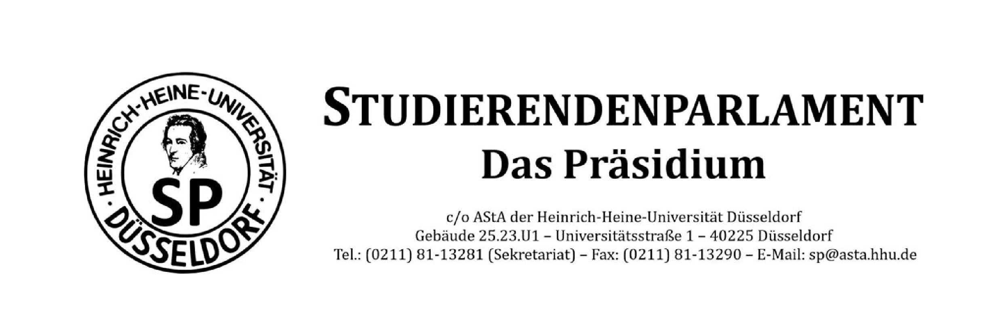 HEINRICH-HEINE-UNIVERSITÄT
SP
· DÜSSELDORF ·
STUDIERENDENPARLAMENT
Das Präsidium
c/o AStA der Heinrich-Heine-Universität Düsseldorf
Gebäude 25.23.U1 – Universitätsstraße 1 – 40225 Düsseldorf
Tel.: (0211) 81-13281 (Sekretariat) – Fax: (0211) 81-13290 – E-Mail: sp@asta.hhu.de